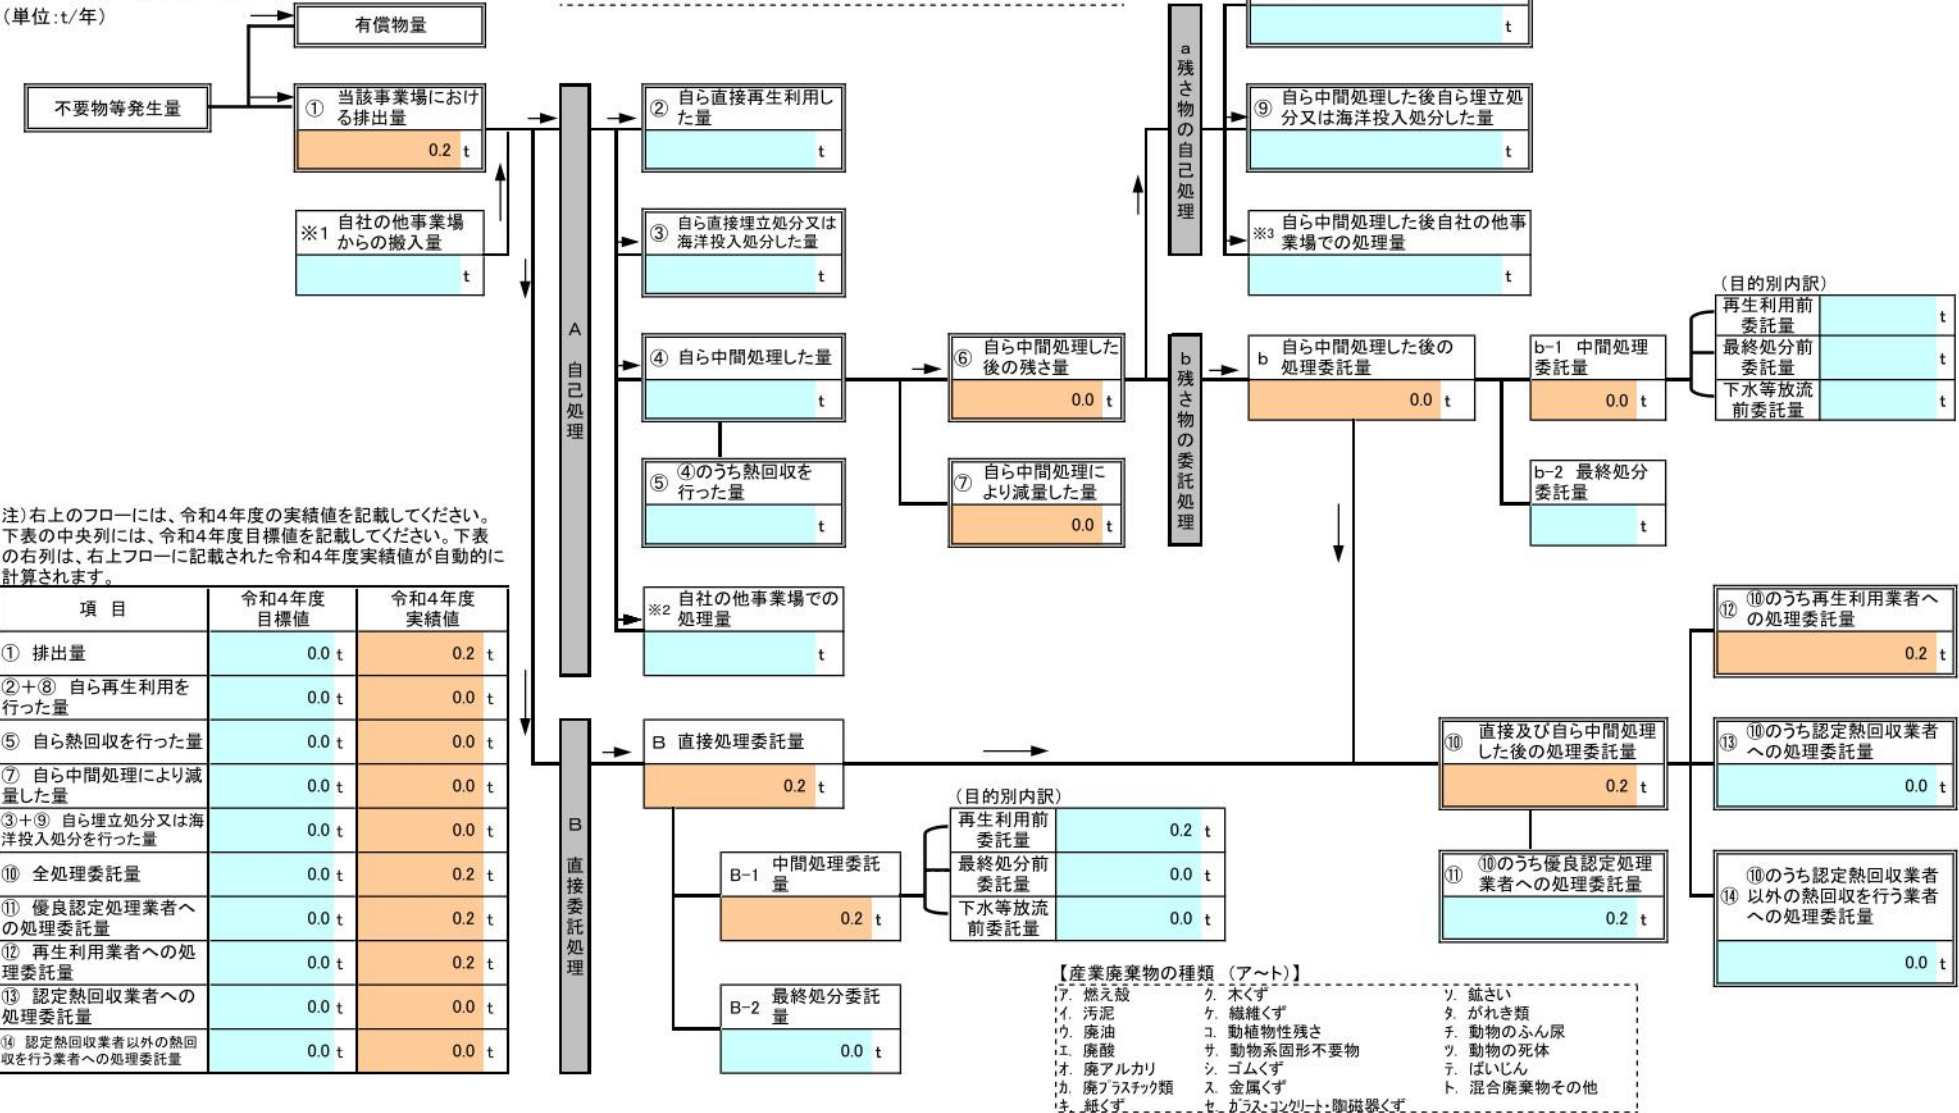 (単位:t/年)
有償物量
t
不要物等発生量
① 当該事業場におけ
る排出量
0.2 t
※1 自社の他事業場
からの搬入量
t
A 自己処理
② 自ら直接再生利用し
た量
t
③ 自ら直接埋立処分又は
海洋投入処分した量
t
④ 自ら中間処理した量
t
⑤ ④のうち熱回収を
行った量
t
※2 自社の他事業場での
処理量
t
⑥ 自ら中間処理した
後の残さ量
0.0 t
⑦ 自ら中間処理に
より減量した量
0.0 t
a 残さ物の自己処理
⑨ 自ら中間処理した後自ら埋立処
分又は海洋投入処分した量
t
※3 自ら中間処理した後自社の他事
業場での処理量
t
b 残さ物の委託処理
b 自ら中間処理した後の
処理委託量
0.0 t
b-1 中間処理
委託量
0.0 t
b-2 最終処分
委託量
t
(目的別内訳)
再生利用前
委託量
t
最終処分前
委託量
t
下水等放流
前委託量
t
注)右上のフローには、令和4年度の実績値を記載してください。
下表の中央列には、令和4年度目標値を記載してください。下表
の右列は、右上フローに記載された令和4年度実績値が自動的に
計算されます。
項 目 令和4年度 目標値 令和4年度 実績値
① 排出量 0.0 t 0.2 t
②+⑧ 自ら再生利用を
行った量 0.0 t 0.0 t
⑤ 自ら熱回収を行った量 0.0 t 0.0 t
⑦ 自ら中間処理により減
量した量 0.0 t 0.0 t
③+⑨ 自ら埋立処分又は海
洋投入処分を行った量 0.0 t 0.0 t
⑩ 全処理委託量 0.0 t 0.2 t
⑪ 優良認定処理業者へ
の処理委託量 0.0 t 0.2 t
⑫ 再生利用業者への処
理委託量 0.0 t 0.2 t
⑬ 認定熱回収業者への
処理委託量 0.0 t 0.0 t
⑭ 認定熱回収業者以外の熱回
収を行う業者への処理委託量 0.0 t 0.0 t
B 直接委託処理
B 直接処理委託量
0.2 t
B-1 中間処理委託
量
0.2 t
B-2 最終処分委託
量
0.0 t
(目的別内訳)
再生利用前
委託量
0.2 t
最終処分前
委託量
0.0 t
下水等放流
前委託量
0.0 t
⑩ 直接及び自ら中間処理
した後の処理委託量
0.2 t
⑪ ⑩のうち優良認定処理
業者への処理委託量
0.2 t
⑫ ⑩のうち再生利用業者へ
の処理委託量
0.2 t
⑬ ⑩のうち認定熱回収業者
への処理委託量
0.0 t
⑭ ⑩のうち認定熱回収業者
以外の熱回収を行う業者
への処理委託量
0.0 t
【産業廃棄物の種類 (ア～ト)】
ア. 燃え殻 ク. 木くず ソ. 鉱さい
イ. 汚泥 ケ. 繊維くず タ. がれき類
ウ. 廃油 コ. 動植物性残さ チ. 動物のふん尿
エ. 廃酸 サ. 動物系固形不要物 ツ. 動物の死体
オ. 廃アルカリ シ. ゴムくず テ. ばいじん
カ. 廃プラスチック類 ス. 金属くず ト. 混合廃棄物その他
キ. 紙くず セ. ガラス・コンクリート・陶磁器くず